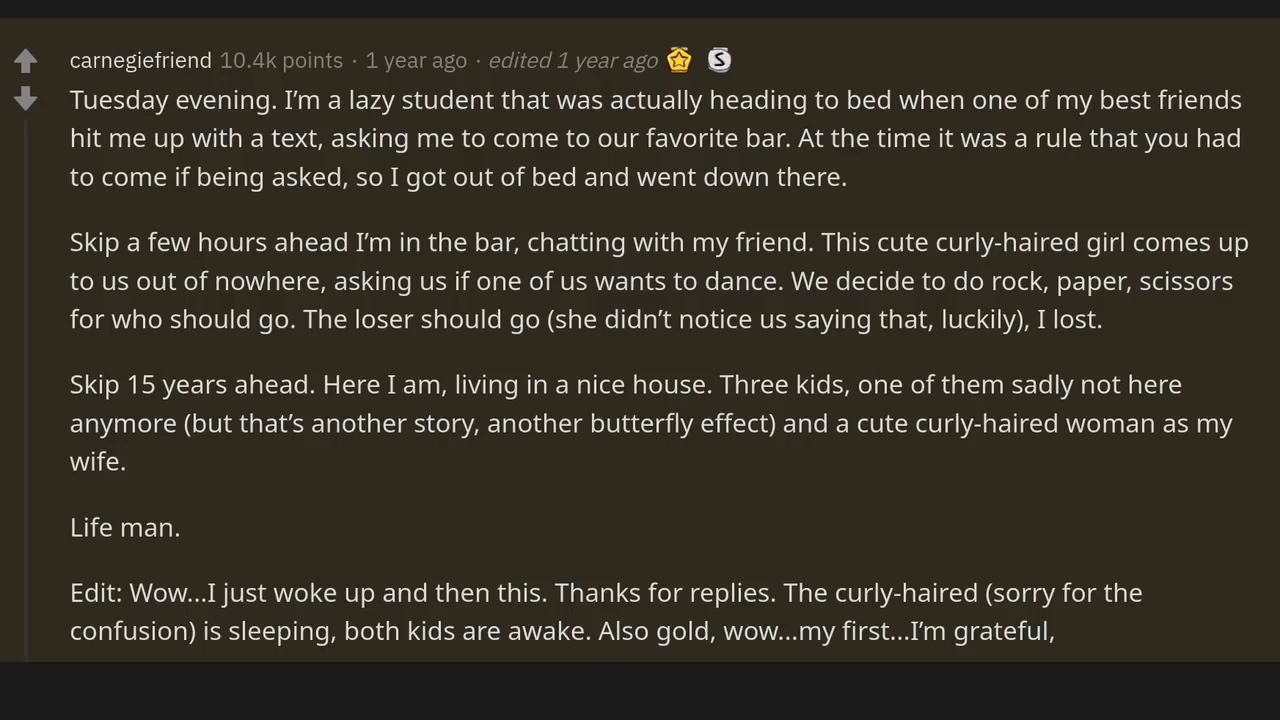 carnegiefriend 10.4k points · 1 year ago · edited 1 year ago S
Tuesday evening. I’m a lazy student that was actually heading to bed when one of my best friends
hit me up with a text, asking me to come to our favorite bar. At the time it was a rule that you had
to come if being asked, so I got out of bed and went down there.
Skip a few hours ahead I’m in the bar, chatting with my friend. This cute curly-haired girl comes up
to us out of nowhere, asking us if one of us wants to dance. We decide to do rock, paper, scissors
for who should go. The loser should go (she didn’t notice us saying that, luckily), I lost.
Skip 15 years ahead. Here I am, living in a nice house. Three kids, one of them sadly not here
anymore (but that’s another story, another butterfly effect) and a cute curly-haired woman as my
wife.
Life man.
Edit: Wow...I just woke up and then this. Thanks for replies. The curly-haired (sorry for the
confusion) is sleeping, both kids are awake. Also gold, wow...my first...I’m grateful,